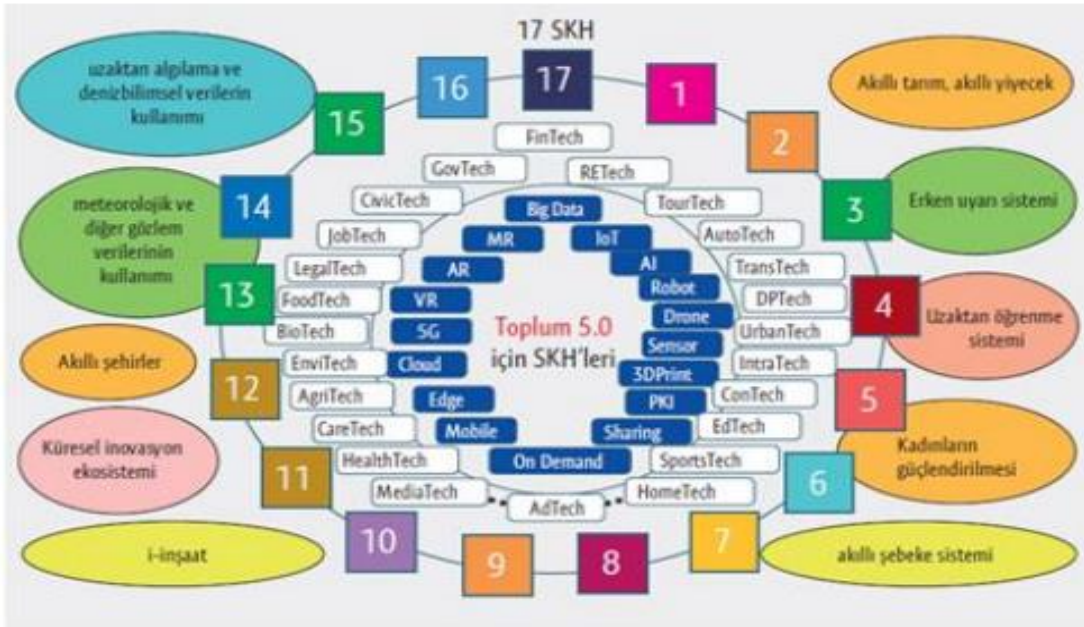 17 SKH
17
1
2
3
4
5
6
7
8
9
10
11
12
13
14
15
16
uzaktan algılama ve
denizbilimsel verilerin
kullanımı
meteorolojik ve
diğer gözlem
verilerinin
kullanımı
Akıllı şehirler
Küresel inovasyon
ekosistemi
i-inşaat
Akıllı tarım, akıllı yiyecek
Erken uyarı sistemi
Uzaktan öğrenme
sistemi
Kadınların
güçlendirilmesi
akıllı şebeke sistemi
FinTech
RETech
TourTech
AutoTech
TransTech
DPTech
UrbanTech
IntraTech
ConTech
EdTech
SportsTech
HomeTech
AdTech
MediaTech
HealthTech
CareTech
AgriTech
EnviTech
BioTech
FoodTech
LegalTech
JobTech
CivicTech
GovTech
Big Data
IoT
AI
Robot
Drone
Sensor
3DPrint
PKI
Sharing
On Demand
Mobile
Edge
Cloud
5G
VR
AR
MR
Toplum 5.0
için SKH'leri